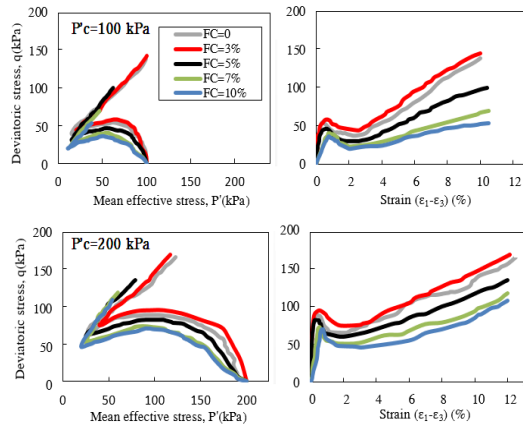 P'c=100 kPa
FC=0
FC=3%
FC=5%
FC=7%
FC=10%
Deviatoric stress, q(kPa)
200
150
100
50
0
0 50 100 150 200
Mean effective stress, P'(kPa)
200
150
100
50
0
0 2 4 6 8 10 12
Strain (ε₁-ε₃) (%)
P'c=200 kPa
Deviatoric stress, q(kPa)
200
150
100
50
0
0 50 100 150 200
Mean effective stress, P'(kPa)
200
150
100
50
0
0 2 4 6 8 10 12
Strain (ε₁-ε₃) (%)